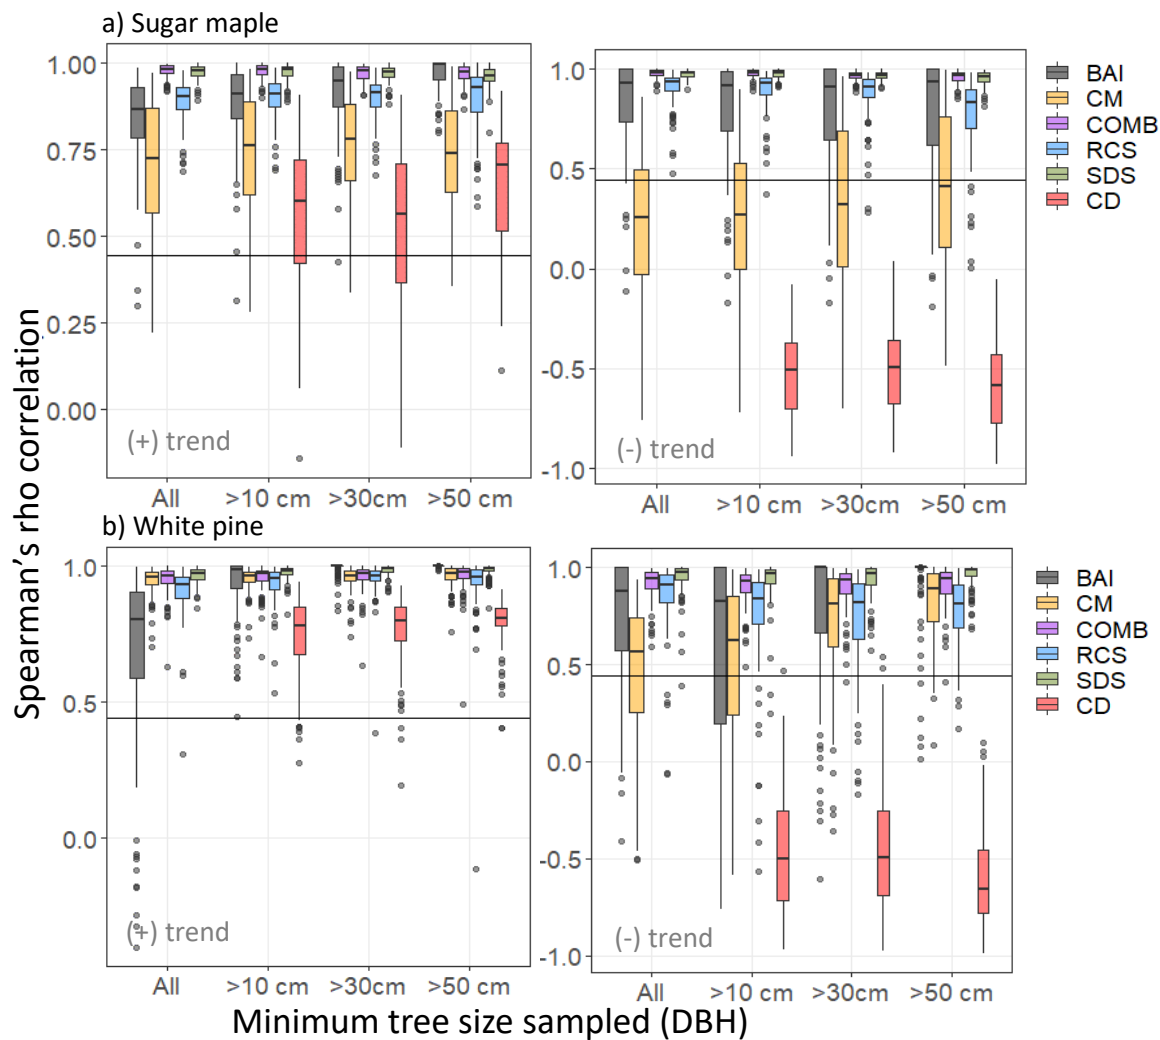 a) Sugar maple
1.00
0.75
0.50
0.25
0.00
(+) trend
All >10 cm >30cm >50 cm
1.0
0.5
0.0
-0.5
-1.0
(-) trend
All >10 cm >30cm >50 cm
BAI
CM
COMB
RCS
SDS
CD
Spearman's rho correlation
b) White pine
1.0
0.5
0.0
(+) trend
All >10 cm >30cm >50 cm
1.0
0.5
0.0
-0.5
-1.0
(-) trend
All >10 cm >30cm >50 cm
BAI
CM
COMB
RCS
SDS
CD
Minimum tree size sampled (DBH)